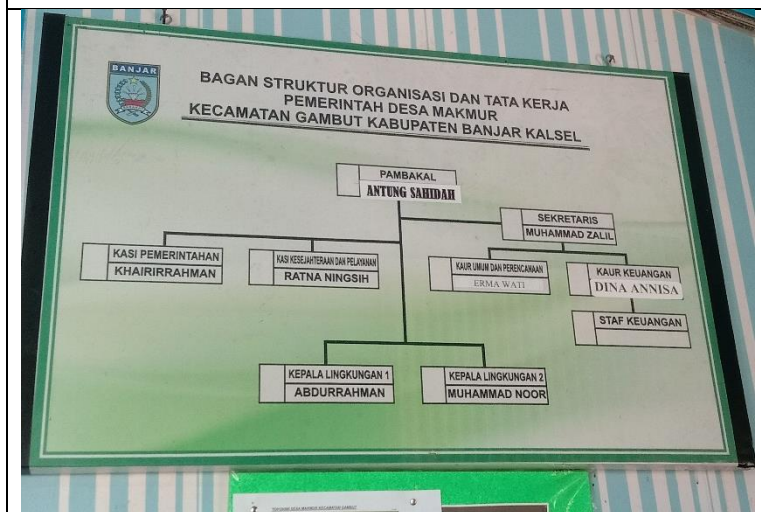 BANJAR
BAGAN STRUKTUR ORGANISASI DAN TATA KERJA
PEMERINTAH DESA MAKMUR
KECAMATAN GAMBUT KABUPATEN BANJAR KALSEL
PAMBAKAL
ANTUNG SAHIDAH
SEKRETARIS
MUHAMMAD ZALIL
KASI PEMERINTAHAN
KHAIRIRRAHMAN
KASI KESEJAHTERAAN DAN PELAYANAN
RATNA NINGSIH
KAUR UMUM DAN PERENCANAAN
ERMA WATI
KAUR KEUANGAN
DINA ANNISA
STAF KEUANGAN
KEPALA LINGKUNGAN 1
ABDURRAHMAN
KEPALA LINGKUNGAN 2
MUHAMMAD NOOR